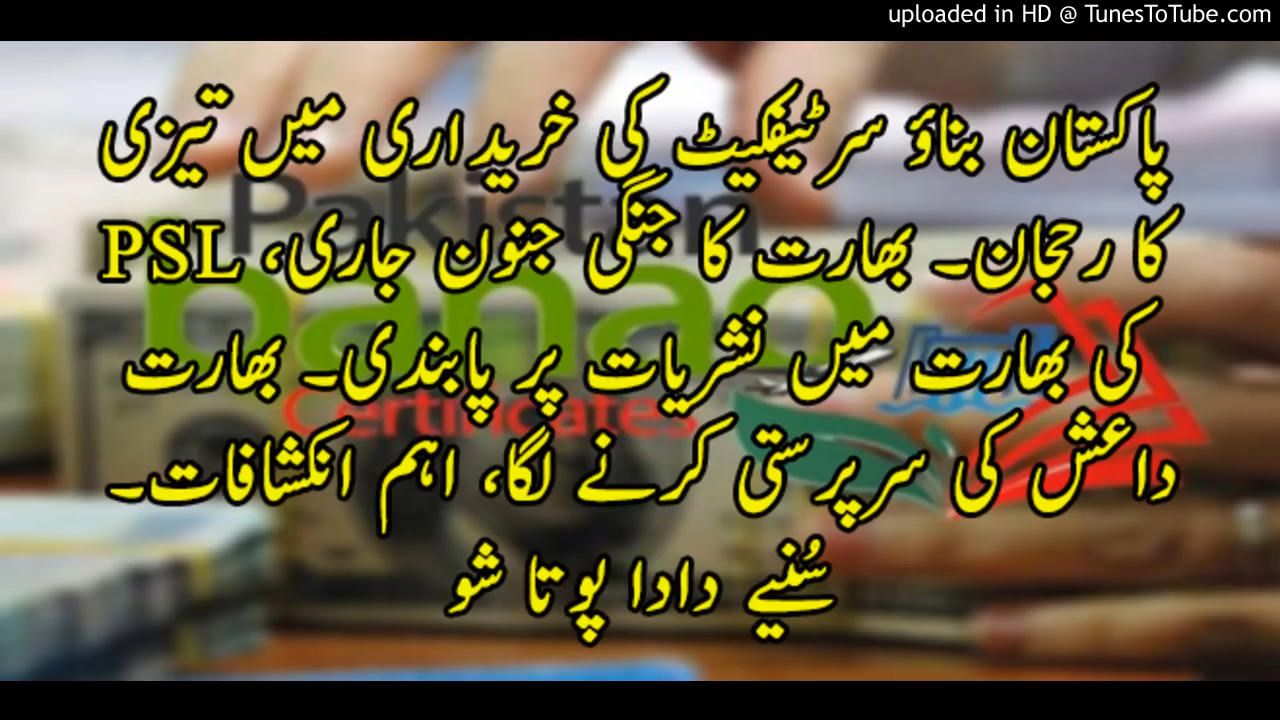 uploaded in HD @ TunesToTube.com
پاکستان بناؤ سرٹیفکیٹ کی خریداری میں تیزی
کا رحجان۔ بھارت کا جنگی جنون جاری، PSL
کی بھارت میں نشریات پر پابندی۔ بھارت
داعش کی سرپرستی کرنے لگا، اہم انکشافات۔
سُنیے دادا پوتا شو
Pakistan
banao
Certificates